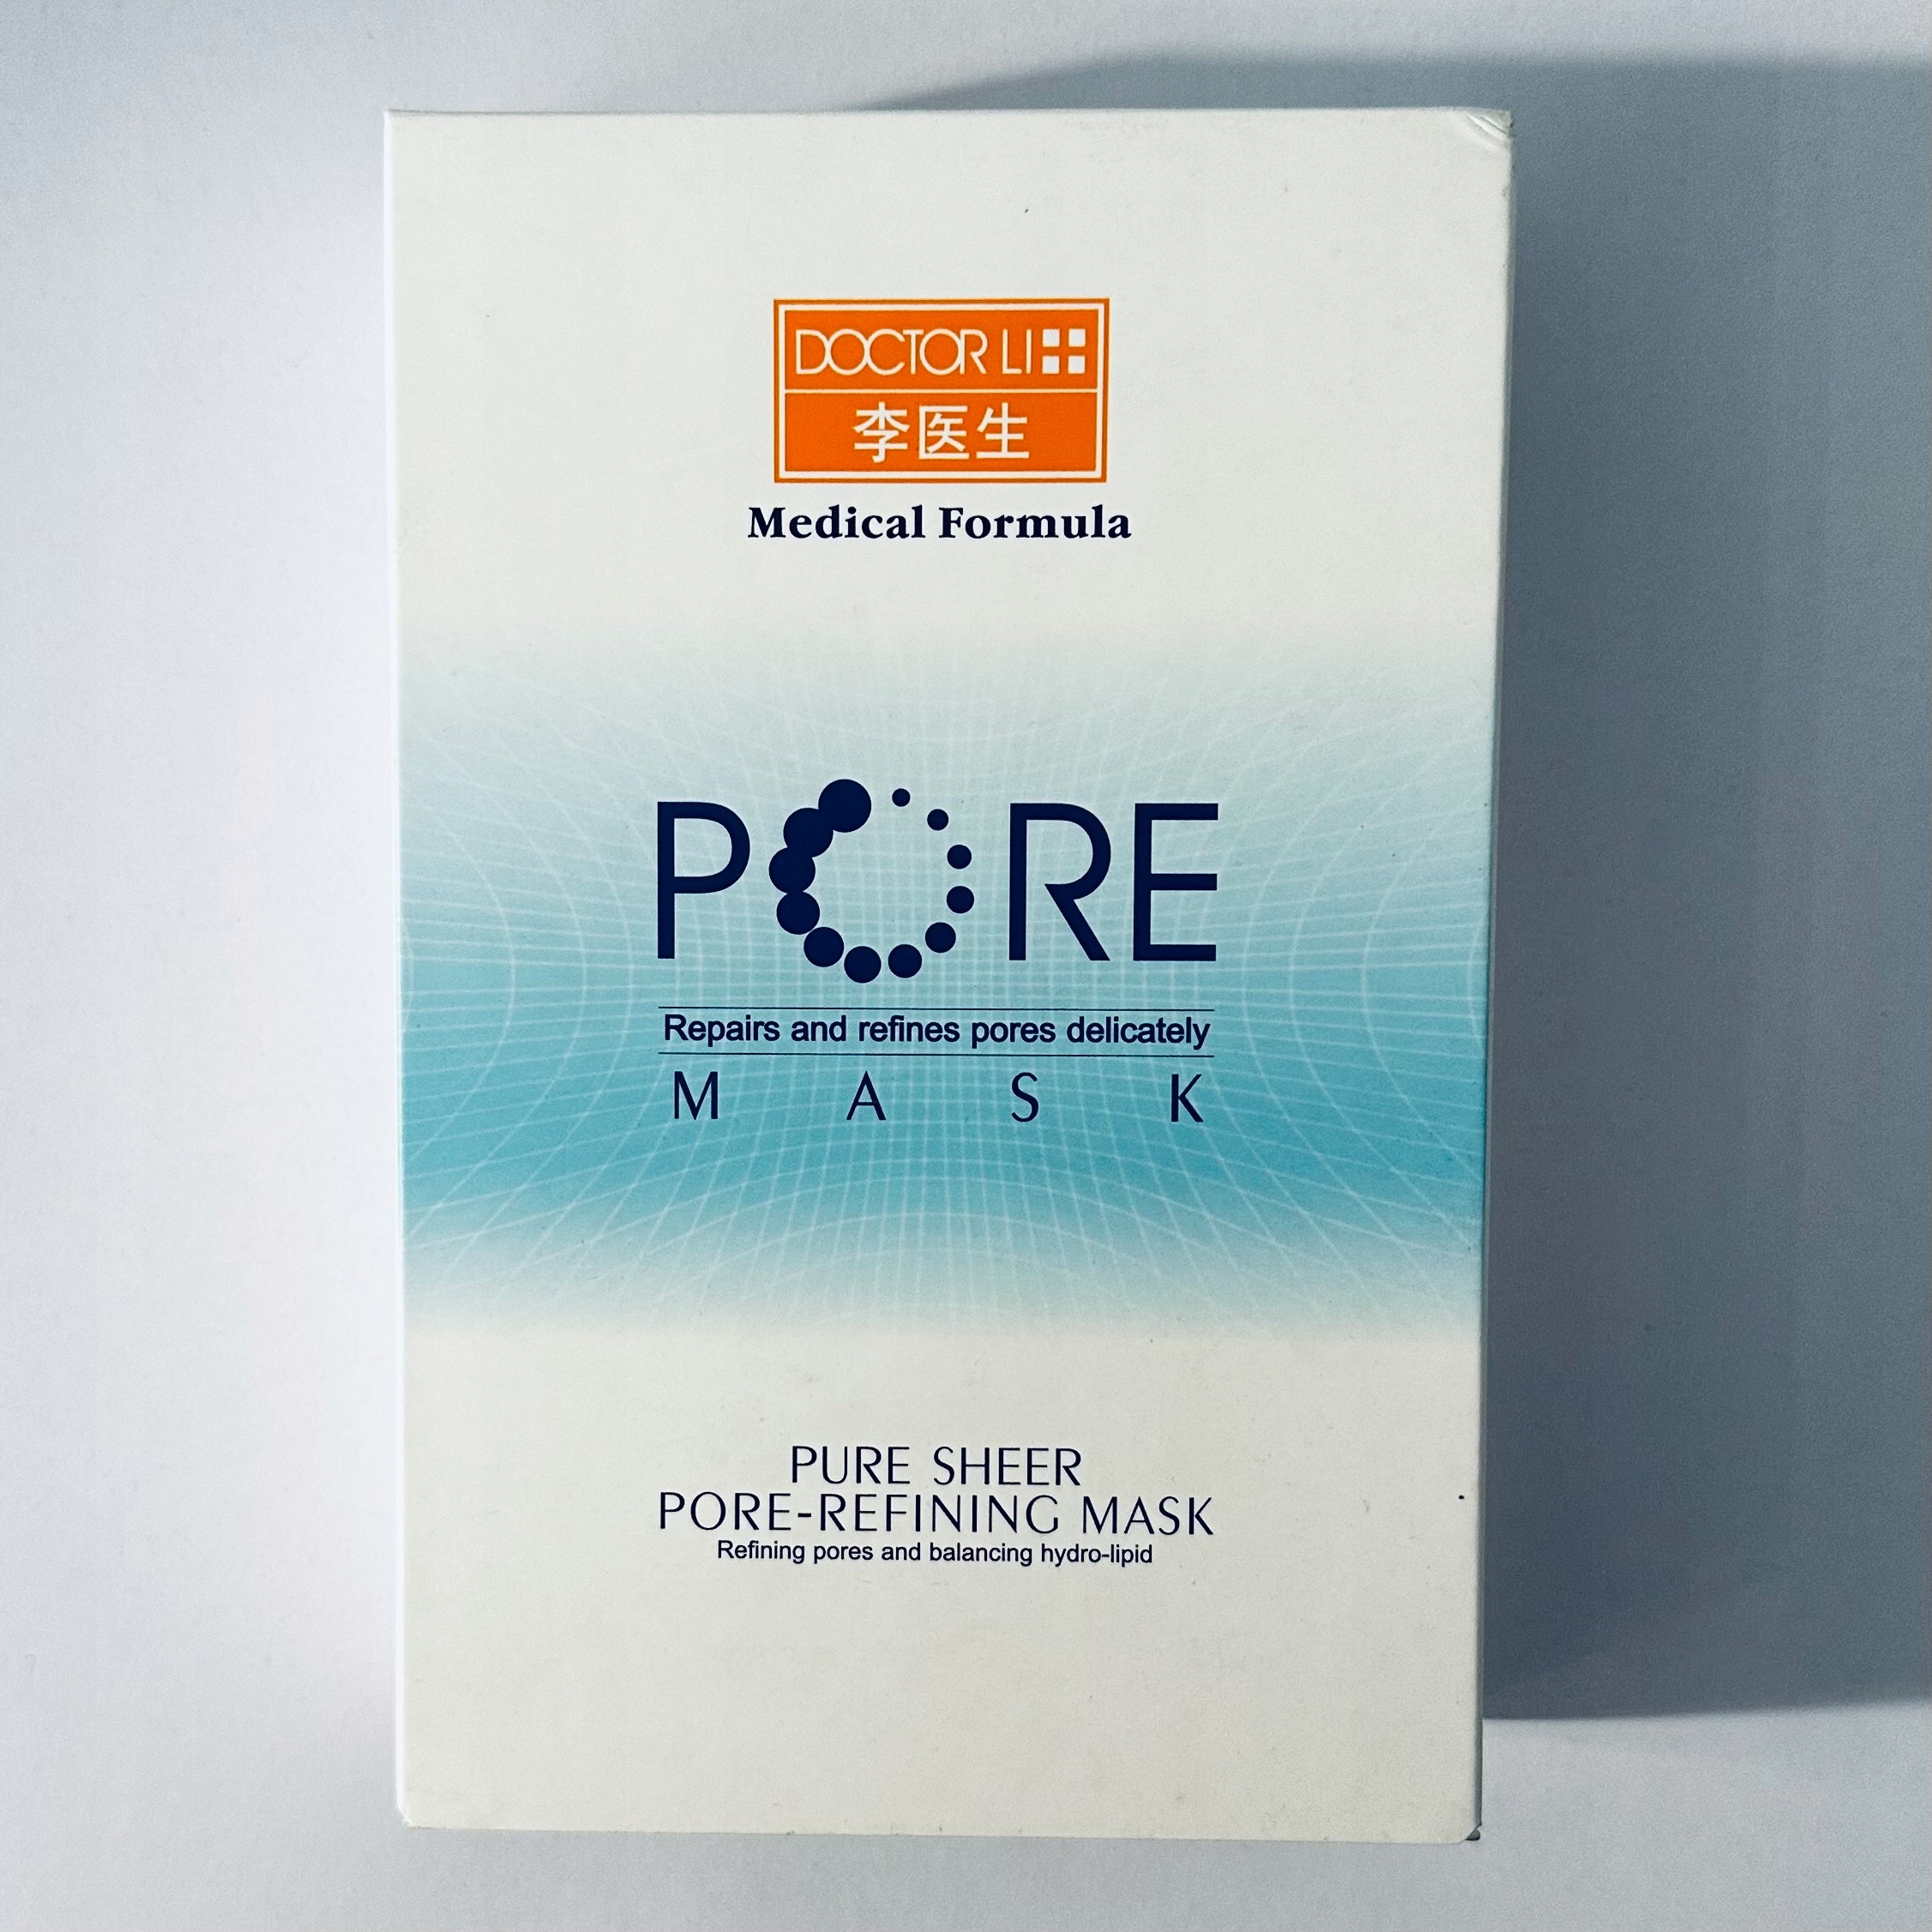 DOCTOR LI
李医生
Medical Formula
PORE
Repairs and refines pores delicately
MASK
PURE SHEER
PORE-REFINING MASK
Refining pores and balancing hydro-lipid